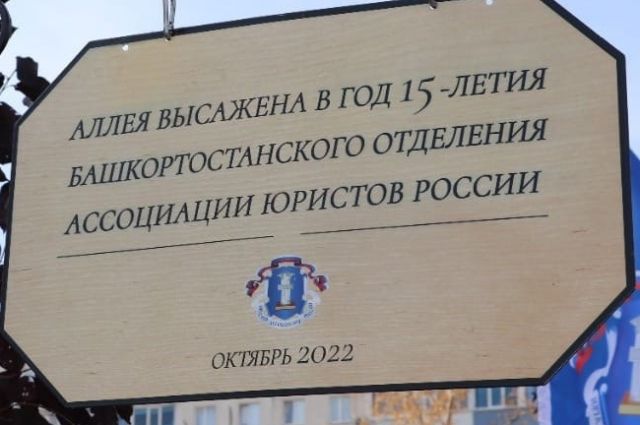 АЛЛЕЯ ВЫСАЖЕНА В ГОД 15-ЛЕТИЯ
БАШКОРТОСТАНСКОГО ОТДЕЛЕНИЯ
АССОЦИАЦИИ ЮРИСТОВ РОССИИ
ОКТЯБРЬ 2022